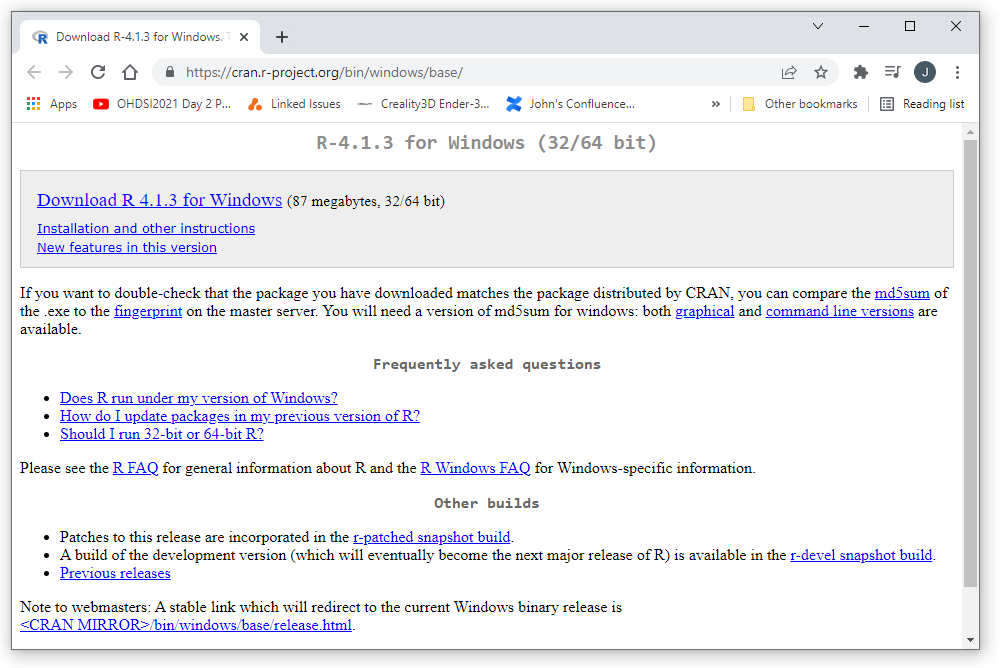 Download R-4.1.3 for Windows. T
https://cran.r-project.org/bin/windows/base/
J
Apps
OHDSI2021 Day 2 P...
Linked Issues
Creality3D Ender-3...
John's Confluence...
»
Other bookmarks
Reading list
R-4.1.3 for Windows (32/64 bit)
Download R 4.1.3 for Windows (87 megabytes, 32/64 bit)
Installation and other instructions
New features in this version
If you want to double-check that the package you have downloaded matches the package distributed by CRAN, you can compare the md5sum of
the .exe to the fingerprint on the master server. You will need a version of md5sum for windows: both graphical and command line versions are
available.
Frequently asked questions
• Does R run under my version of Windows?
• How do I update packages in my previous version of R?
• Should I run 32-bit or 64-bit R?
Please see the R FAQ for general information about R and the R Windows FAQ for Windows-specific information.
Other builds
• Patches to this release are incorporated in the r-patched snapshot build.
• A build of the development version (which will eventually become the next major release of R) is available in the r-devel snapshot build.
• Previous releases
Note to webmasters: A stable link which will redirect to the current Windows binary release is
<CRAN MIRROR>/bin/windows/base/release.html.